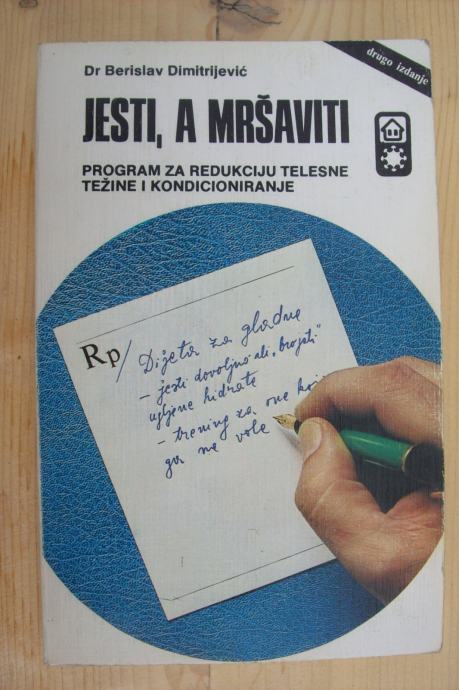 drugo izdanje
Dr Berislav Dimitrijević
JESTI, A MRŠAVITI
PROGRAM ZA REDUKCIJU TELESNE
TEŽINE I KONDICIONIRANJE
Rp/ Dijeta za gladne
- jesti dovoljno ali „brojati"
ugljene hidrate
- trening za one koji
ga ne vole